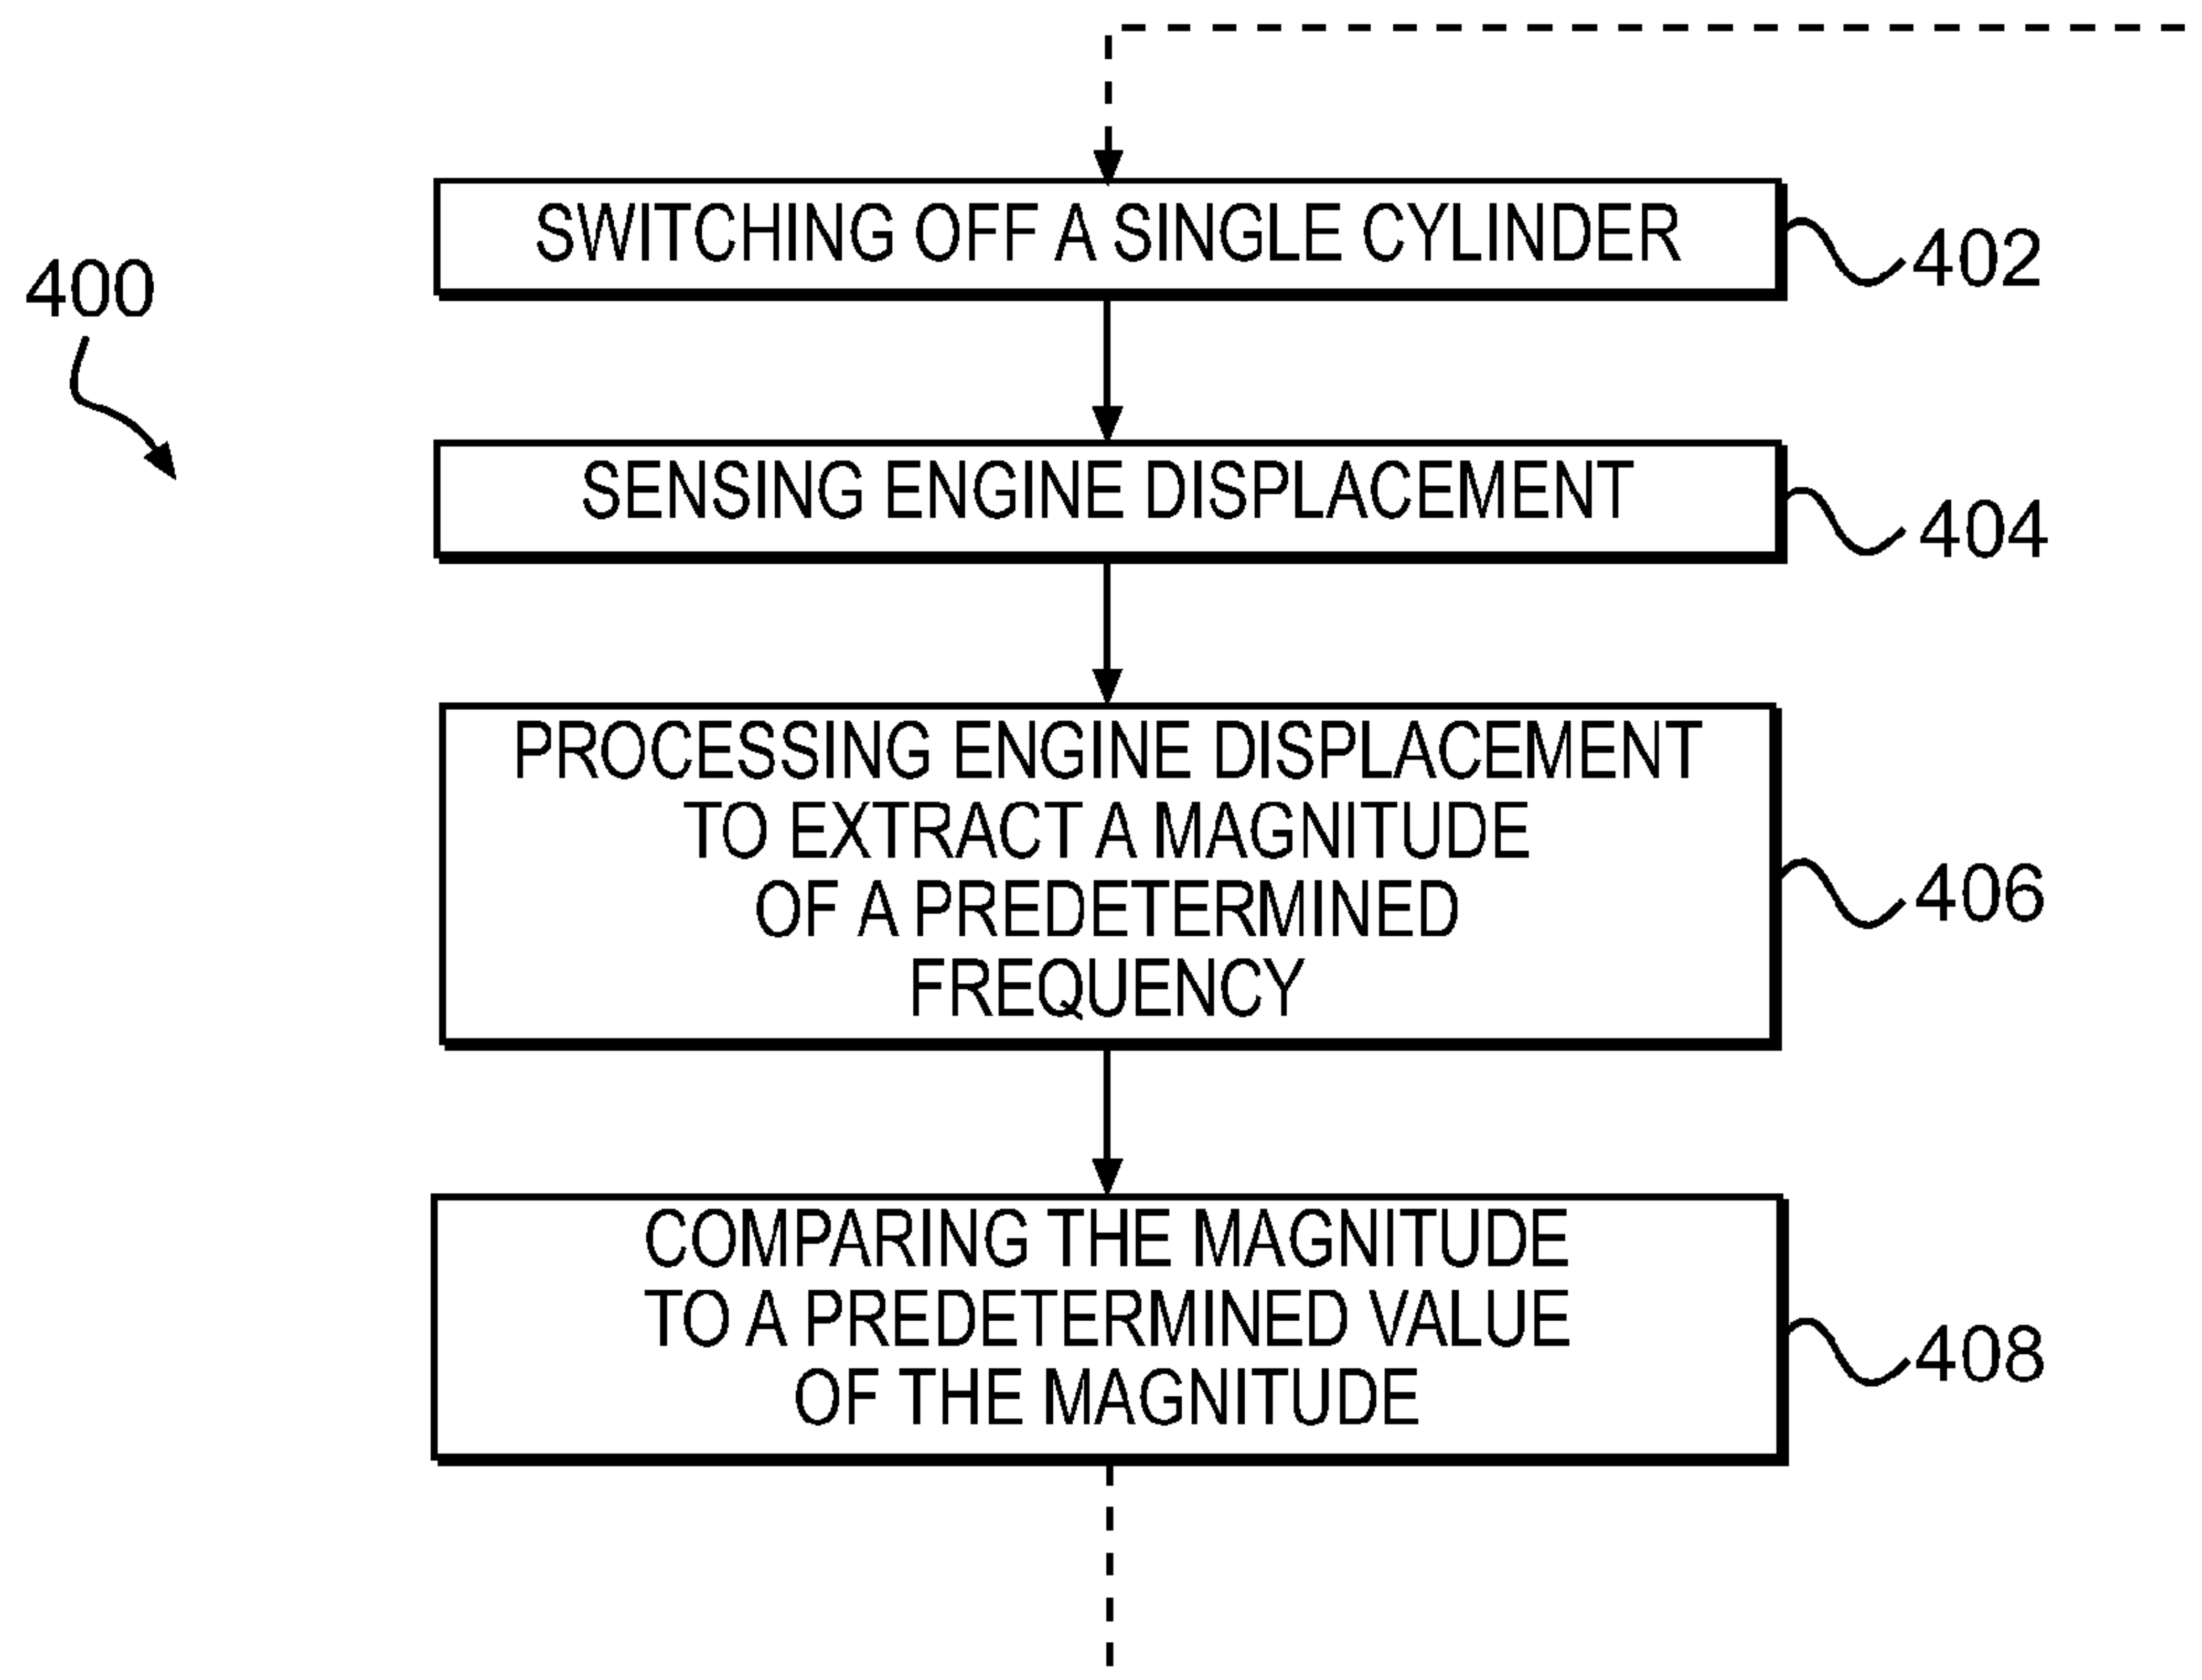 SWITCHING OFF A SINGLE CYLINDER
402
400
SENSING ENGINE DISPLACEMENT
404
PROCESSING ENGINE DISPLACEMENT
TO EXTRACT A MAGNITUDE
OF A PREDETERMINED
FREQUENCY
406
COMPARING THE MAGNITUDE
TO A PREDETERMINED VALUE
OF THE MAGNITUDE
408